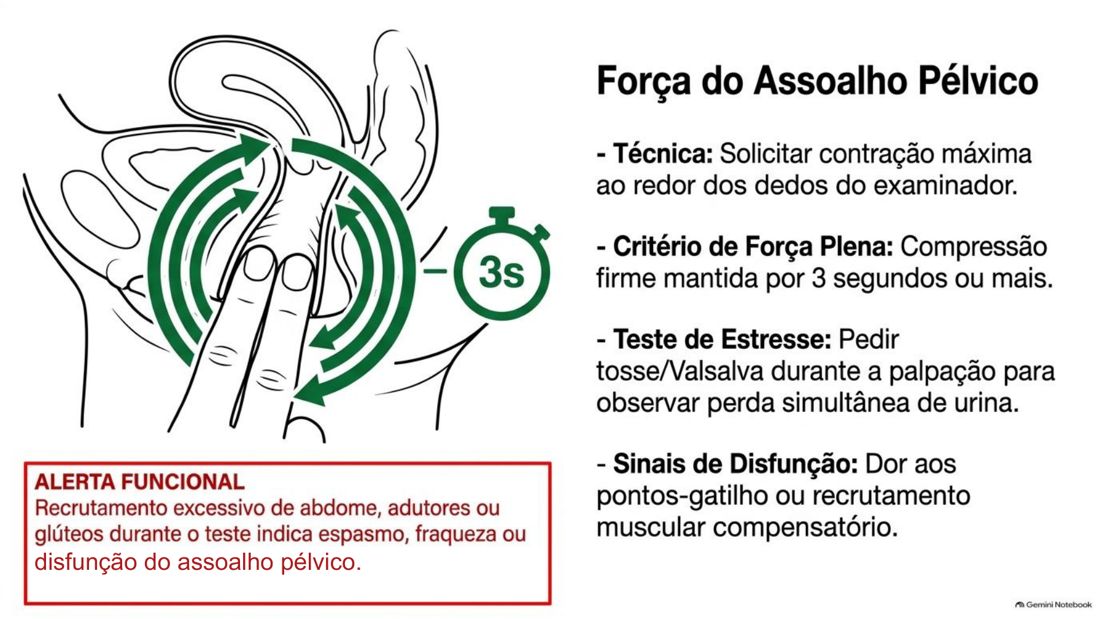 3s
ALERTA FUNCIONAL
Recrutamento excessivo de abdome, adutores ou
glúteos durante o teste indica espasmo, fraqueza ou
disfunção do assoalho pélvico.
Força do Assoalho Pélvico
- Técnica: Solicitar contração máxima
ao redor dos dedos do examinador.
- Critério de Força Plena: Compressão
firme mantida por 3 segundos ou mais.
- Teste de Estresse: Pedir
tosse/Valsalva durante a palpação para
observar perda simultânea de urina.
- Sinais de Disfunção: Dor aos
pontos-gatilho ou recrutamento
muscular compensatório.
Gemini Notebook